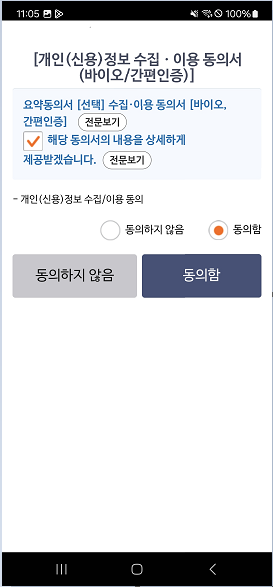 11:05 100%
[개인(신용)정보 수집 · 이용 동의서
(바이오/간편인증)]
요약동의서 [선택] 수집·이용 동의서 [바이오,
간편인증] 전문보기
해당 동의서의 내용을 상세하게
제공받겠습니다. 전문보기
- 개인(신용)정보 수집/이용 동의
동의하지 않음 동의함
동의하지 않음 동의함